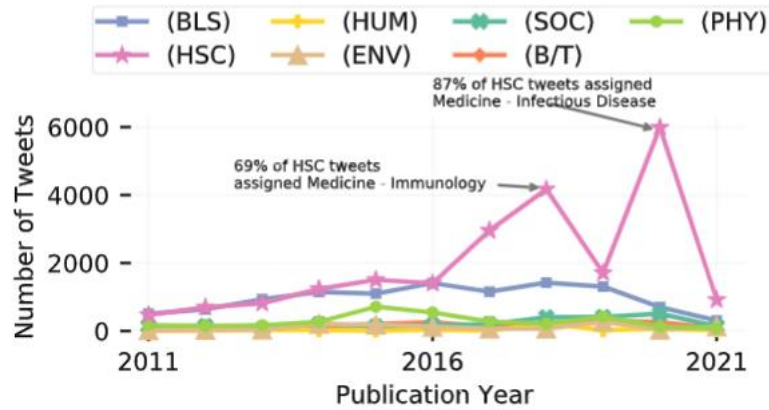 (BLS) (HUM) (SOC) (PHY)
(HSC) (ENV) (B/T)
87% of HSC tweets assigned
Medicine - Infectious Disease
69% of HSC tweets
assigned Medicine - Immunology
6000
4000
2000
0
Number of Tweets
2011 2016 2021
Publication Year